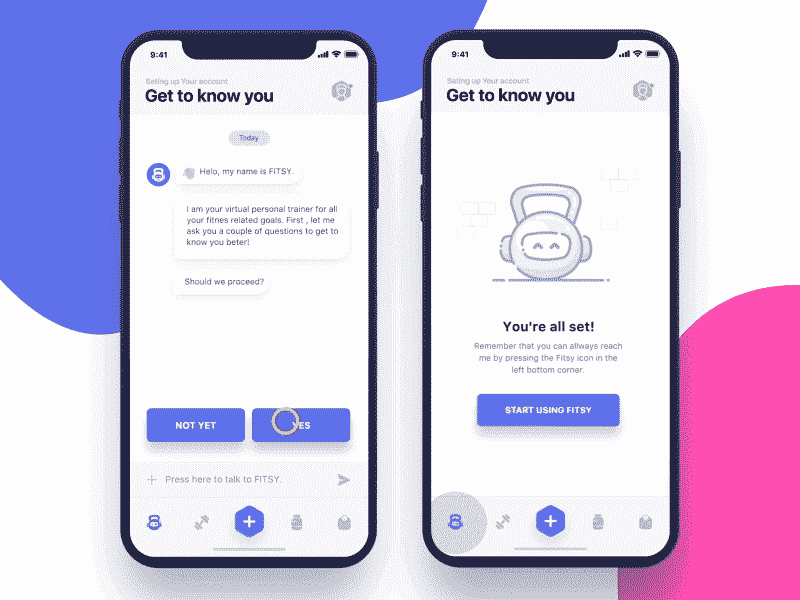 9:41
Seting up Your account
Get to know you
Today
Helo, my name is FITSY.
I am your virtual personal trainer for all
your fitnes related goals. First , let me
ask you a couple of questions to get to
know you beter!
Should we proceed?
NOT YET
YES
Press here to talk to FITSY.
9:41
Seting up Your account
Get to know you
You're all set!
Remember that you can allways reach
me by pressing the Fitsy icon in the
left bottom corner.
START USING FITSY